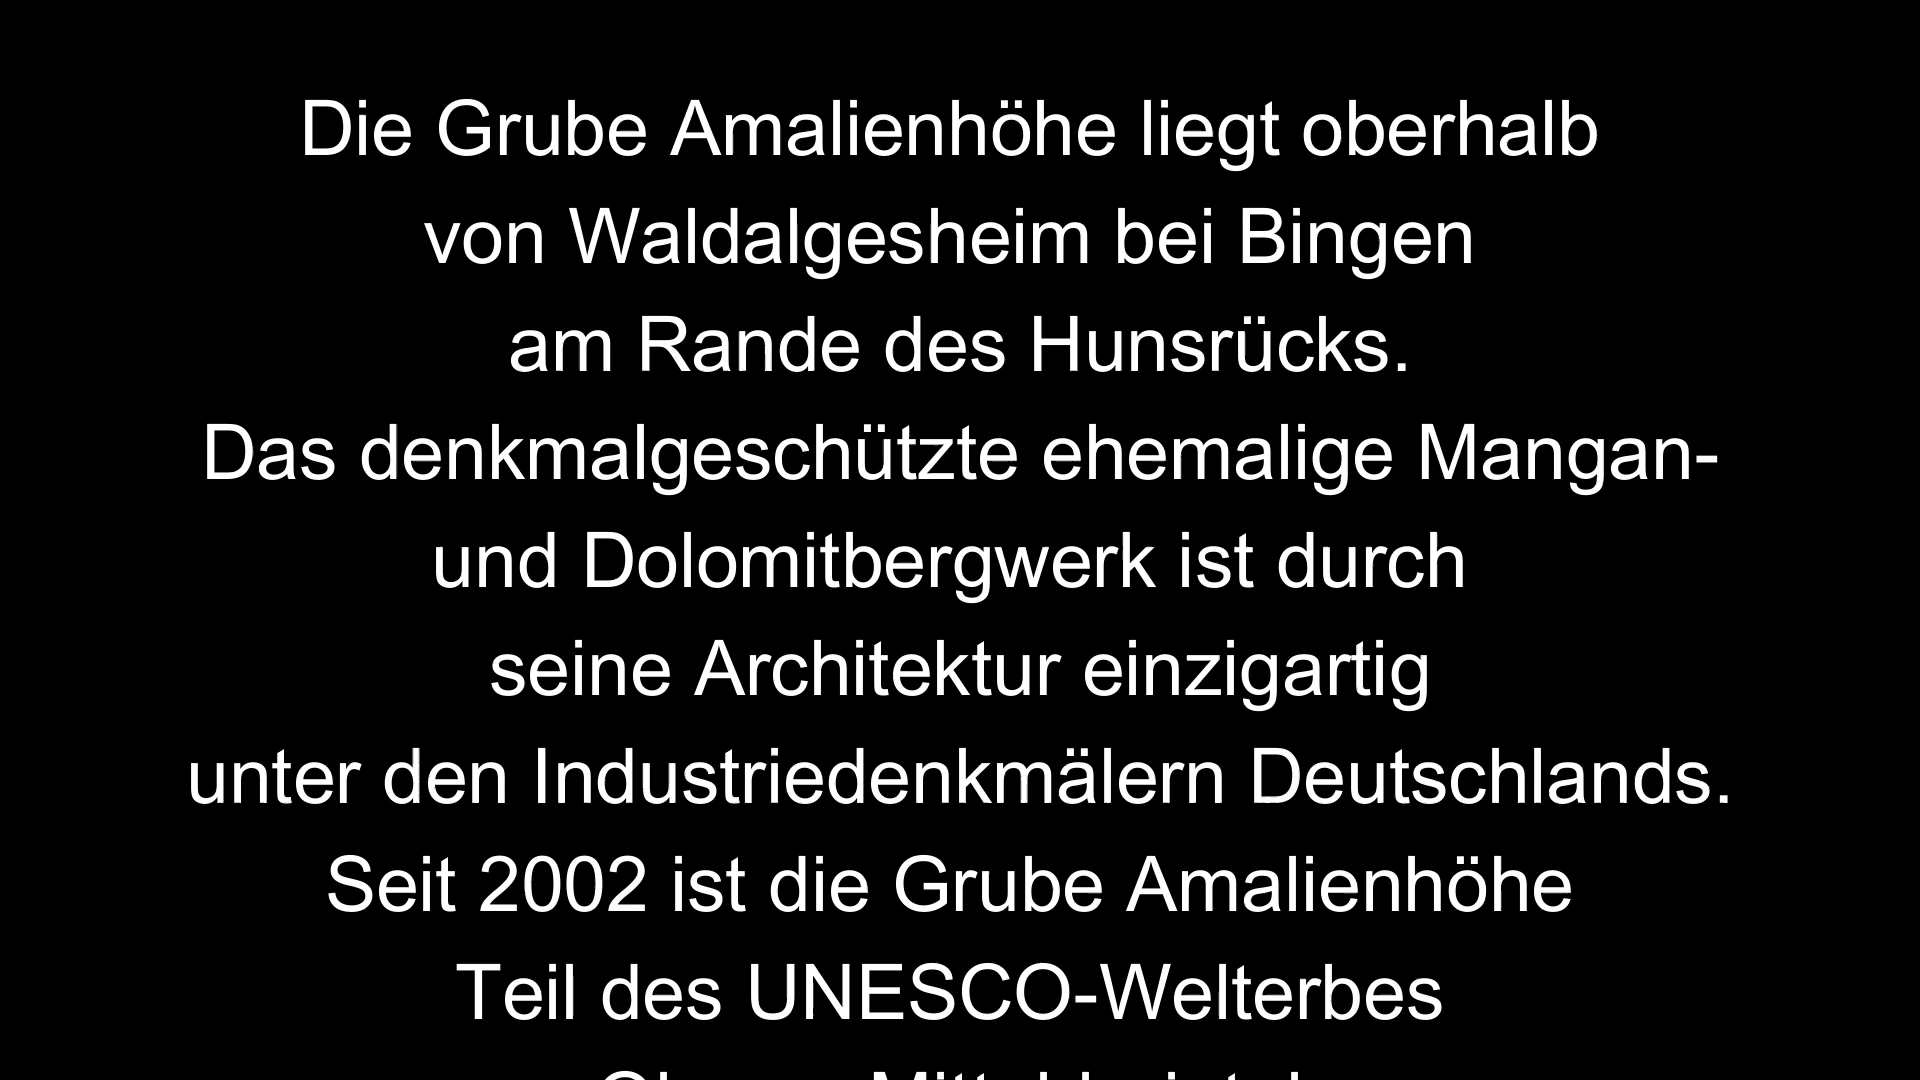 Die Grube Amalienhöhe liegt oberhalb
von Waldalgesheim bei Bingen
am Rande des Hunsrücks.
Das denkmalgeschützte ehemalige Mangan-
und Dolomitbergwerk ist durch
seine Architektur einzigartig
unter den Industriedenkmälern Deutschlands.
Seit 2002 ist die Grube Amalienhöhe
Teil des UNESCO-Welterbes